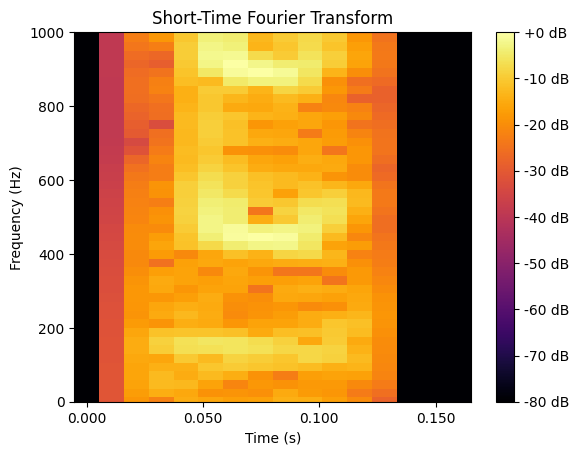 Short-Time Fourier Transform
1000
800
600
400
200
0
Frequency (Hz)
0.000
0.050
0.100
0.150
Time (s)
+0 dB
-10 dB
-20 dB
-30 dB
-40 dB
-50 dB
-60 dB
-70 dB
-80 dB